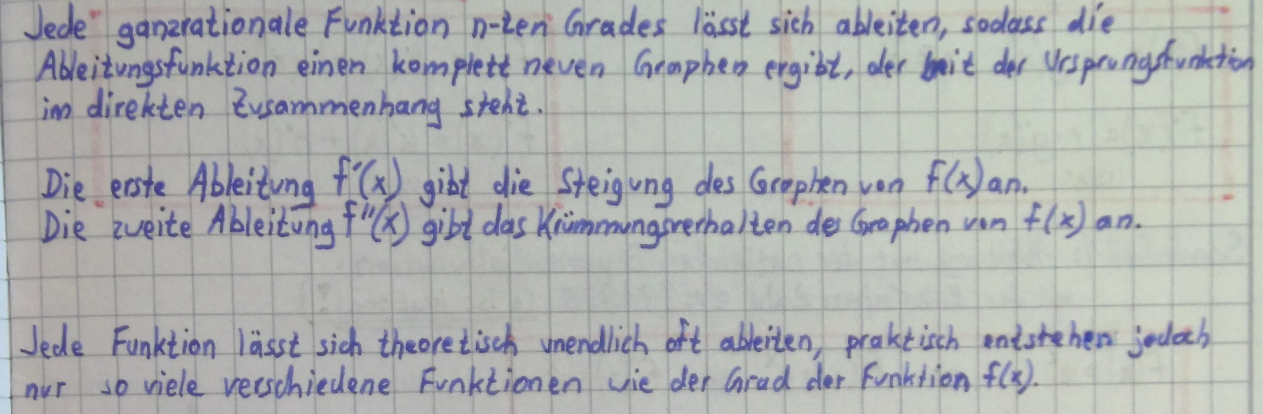 Jede ganzrationale Funktion n-ten Grades lässt sich ableiten, sodass die
Ableitungsfunktion einen komplett neuen Graphen ergibt, der mit der Ursprungsfunktion
im direkten Zusammenhang steht.
Die erste Ableitung f'(x) gibt die Steigung des Graphen von f(x) an.
Die zweite Ableitung f''(x) gibt das Krümmungsverhalten des Graphen von f(x) an.
Jede Funktion lässt sich theoretisch unendlich oft ableiten, praktisch entstehen jedoch
nur so viele verschiedene Funktionen wie der Grad der Funktion f(x).